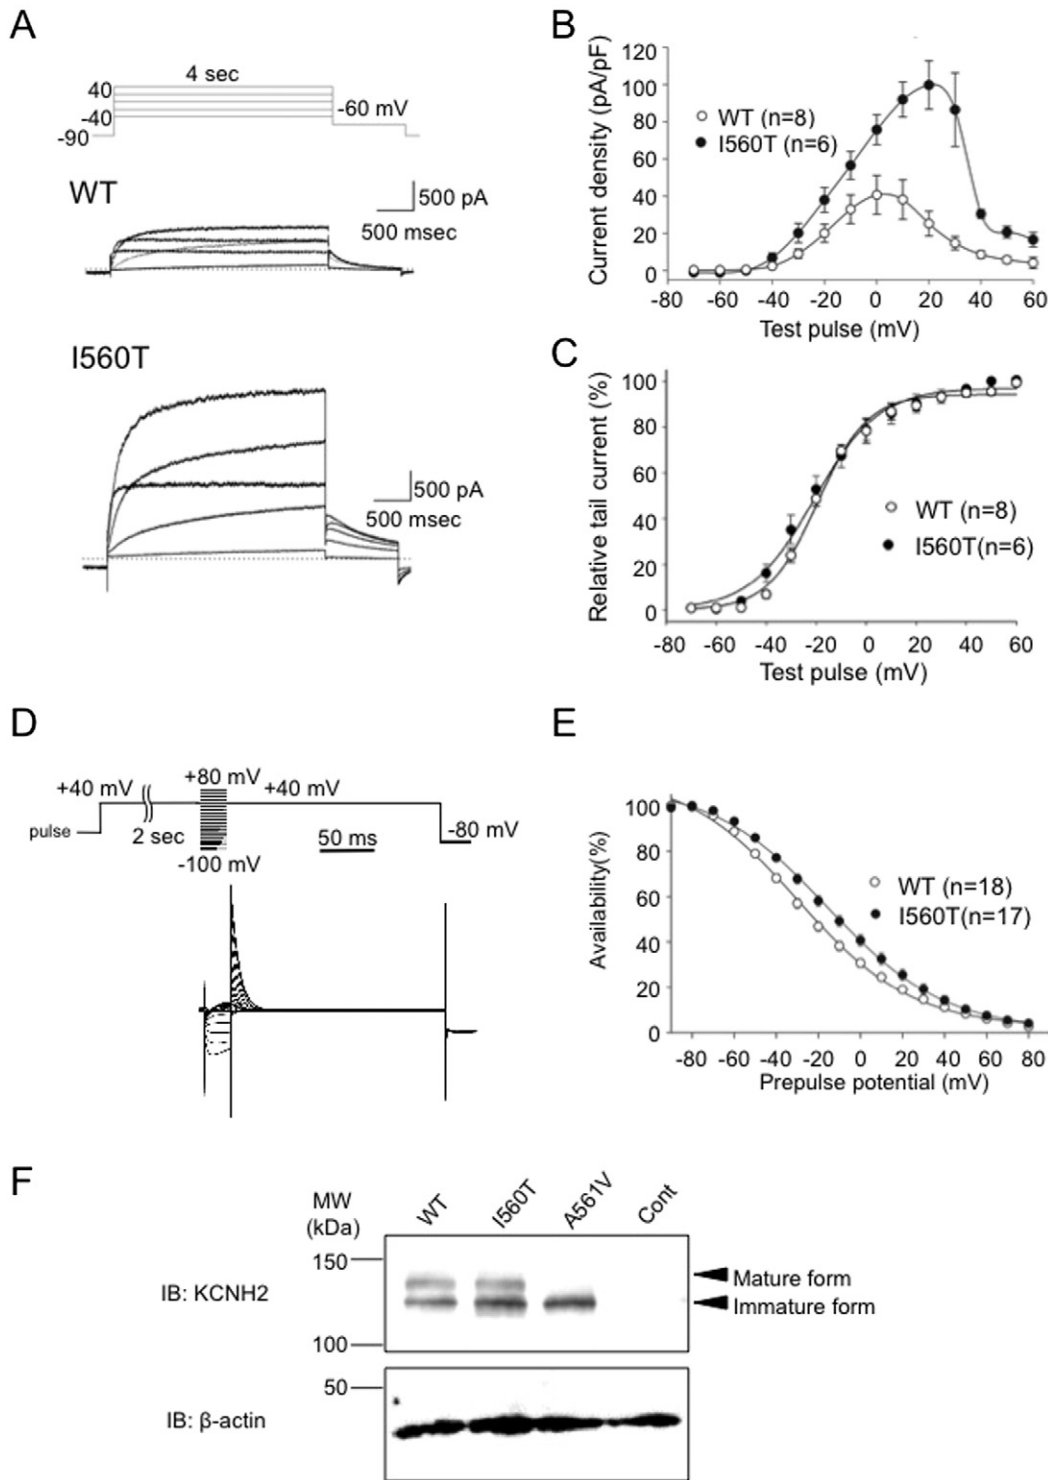 A
4 sec
40
-40
-90
-60 mV
WT
500 pA
500 msec
I560T
500 pA
500 msec
B
Current density (pA/pF)
120
100
80
60
40
20
0
WT (n=8)
I560T (n=6)
-80 -60 -40 -20 0 20 40 60
Test pulse (mV)
C
Relative tail current (%)
100
80
60
40
20
0
WT (n=8)
I560T(n=6)
-80 -60 -40 -20 0 20 40 60
Test pulse (mV)
D
+80 mV
+40 mV
+40 mV
pulse
2 sec
50 ms
-80 mV
-100 mV
E
Availability(%)
100
80
60
40
20
0
WT (n=18)
I560T(n=17)
-80 -60 -40 -20 0 20 40 60 80
Prepulse potential (mV)
F
MW
(kDa)
WT
I560T
A561V
Cont
150
IB: KCNH2
Mature form
Immature form
100
50
IB: β-actin